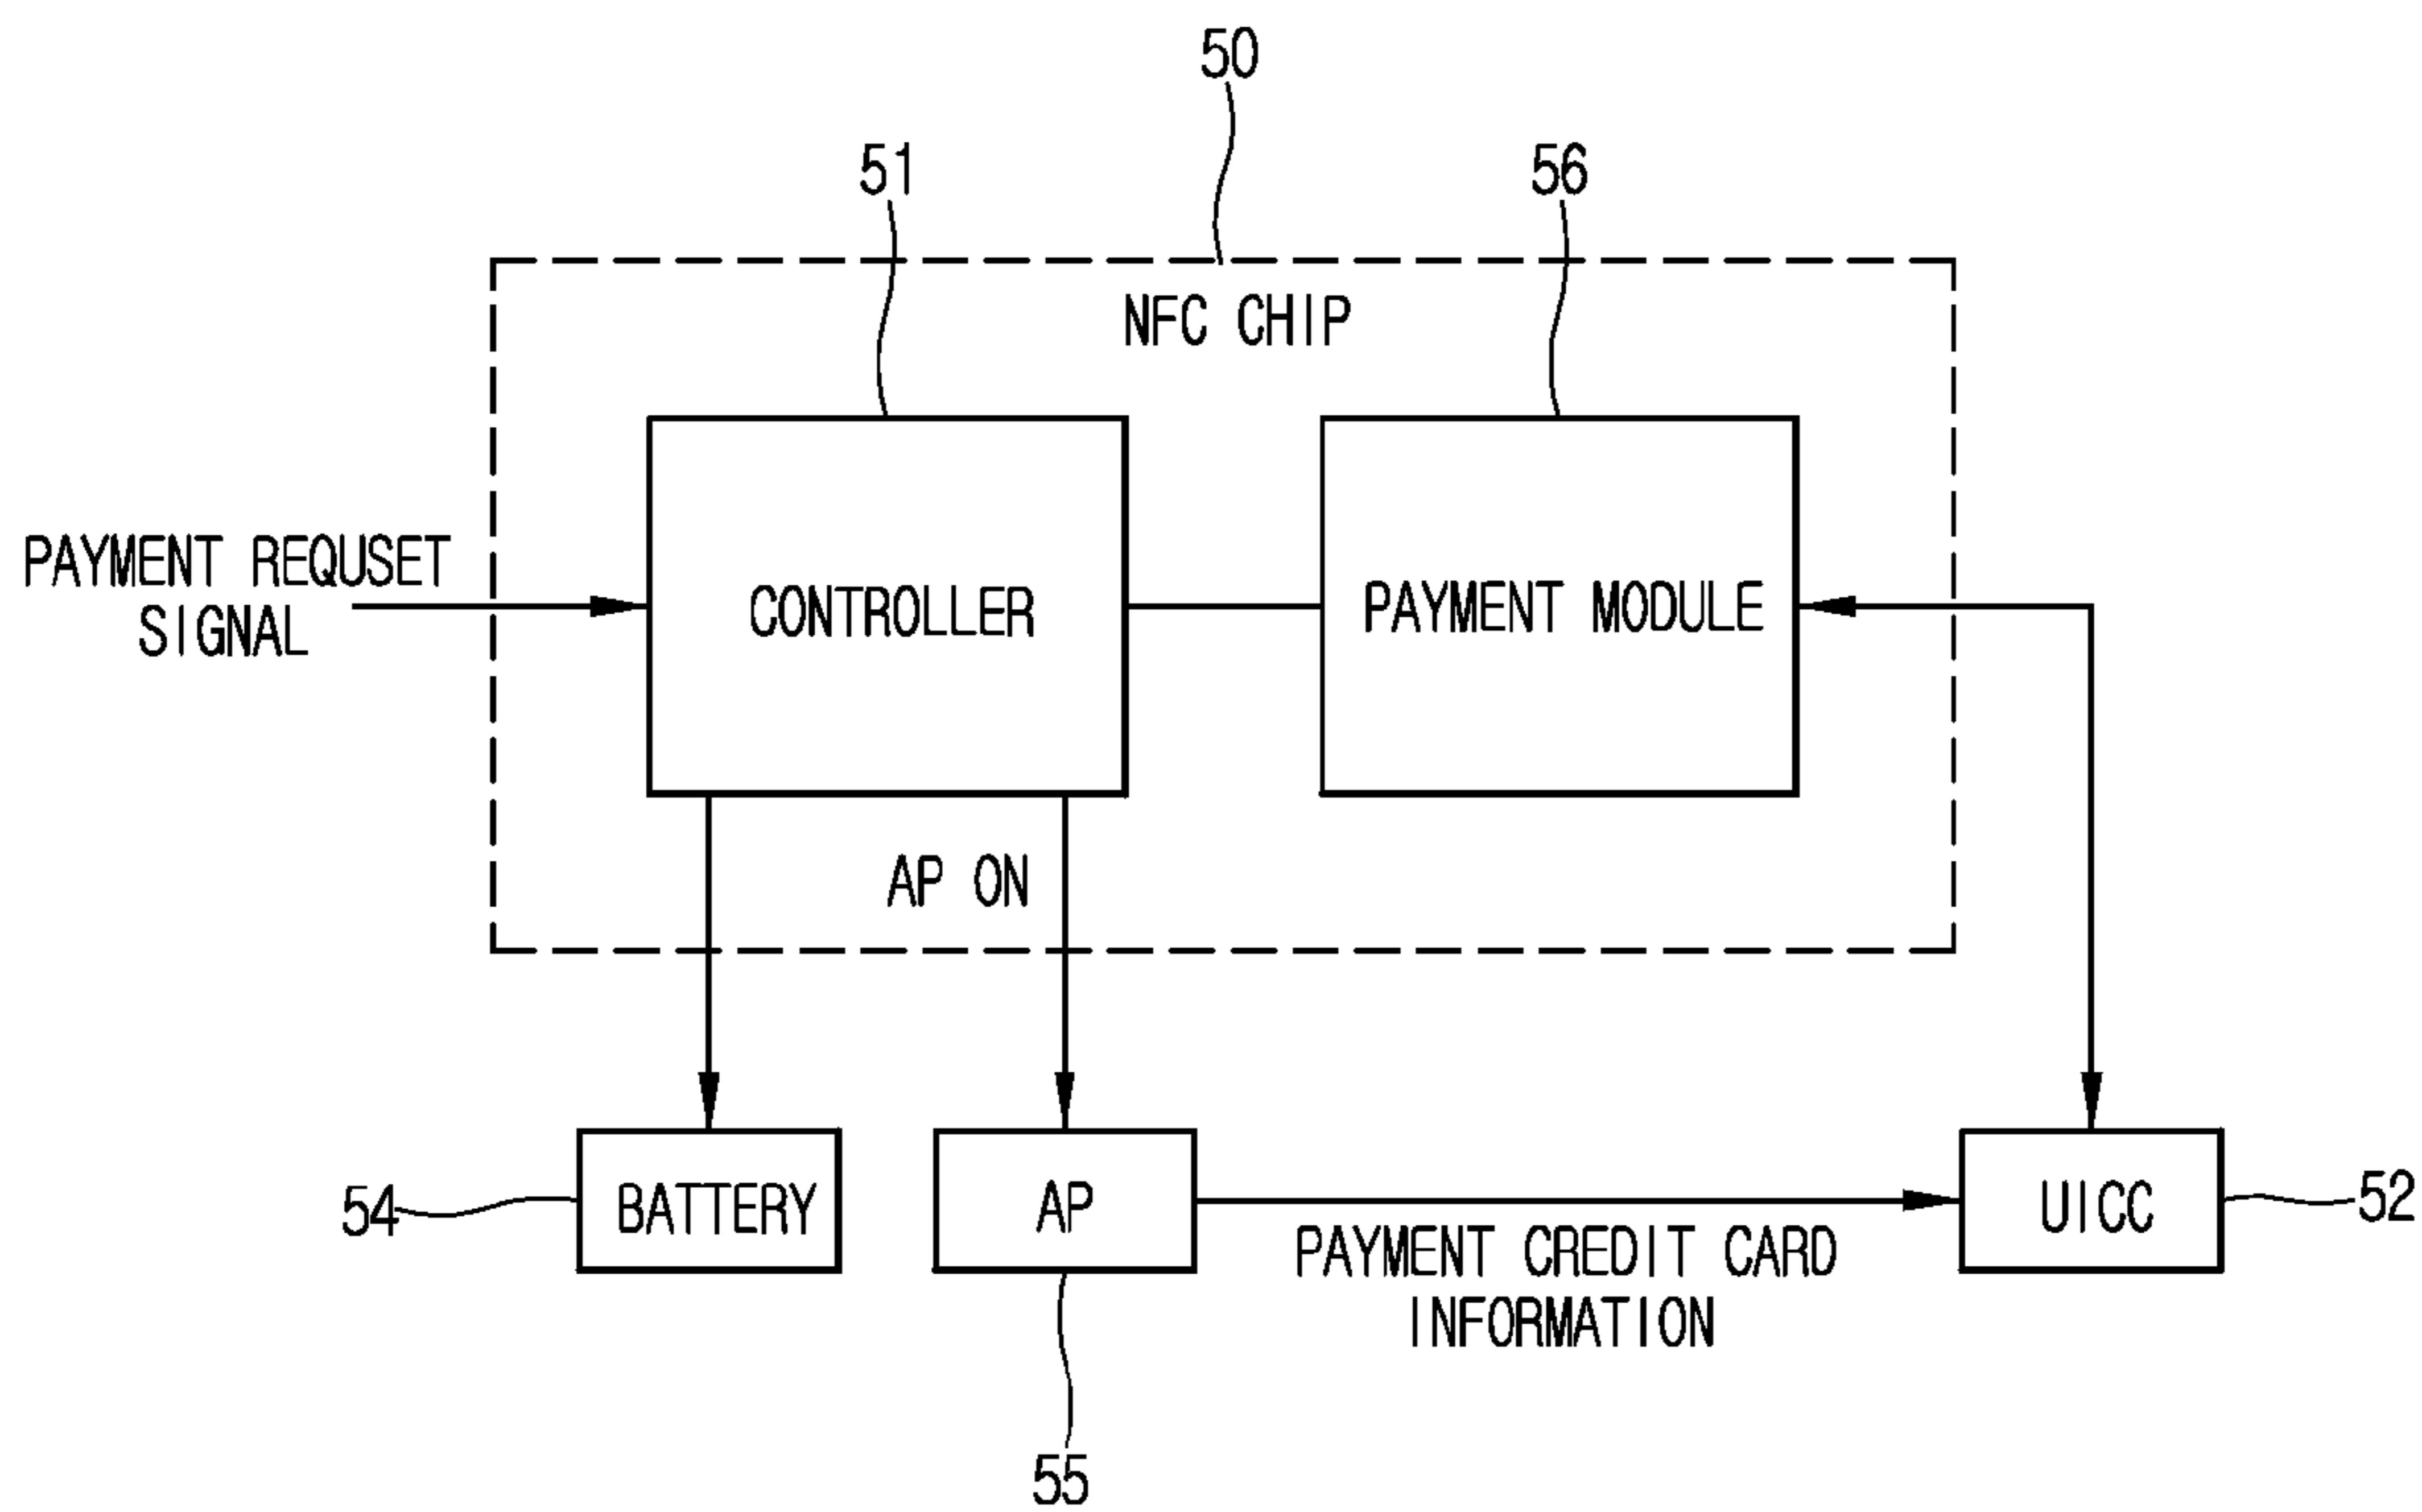 50
51
56
NFC CHIP
PAYMENT REQUSET
SIGNAL
CONTROLLER
PAYMENT MODULE
AP ON
54
BATTERY
AP
UICC
52
PAYMENT CREDIT CARD
INFORMATION
55